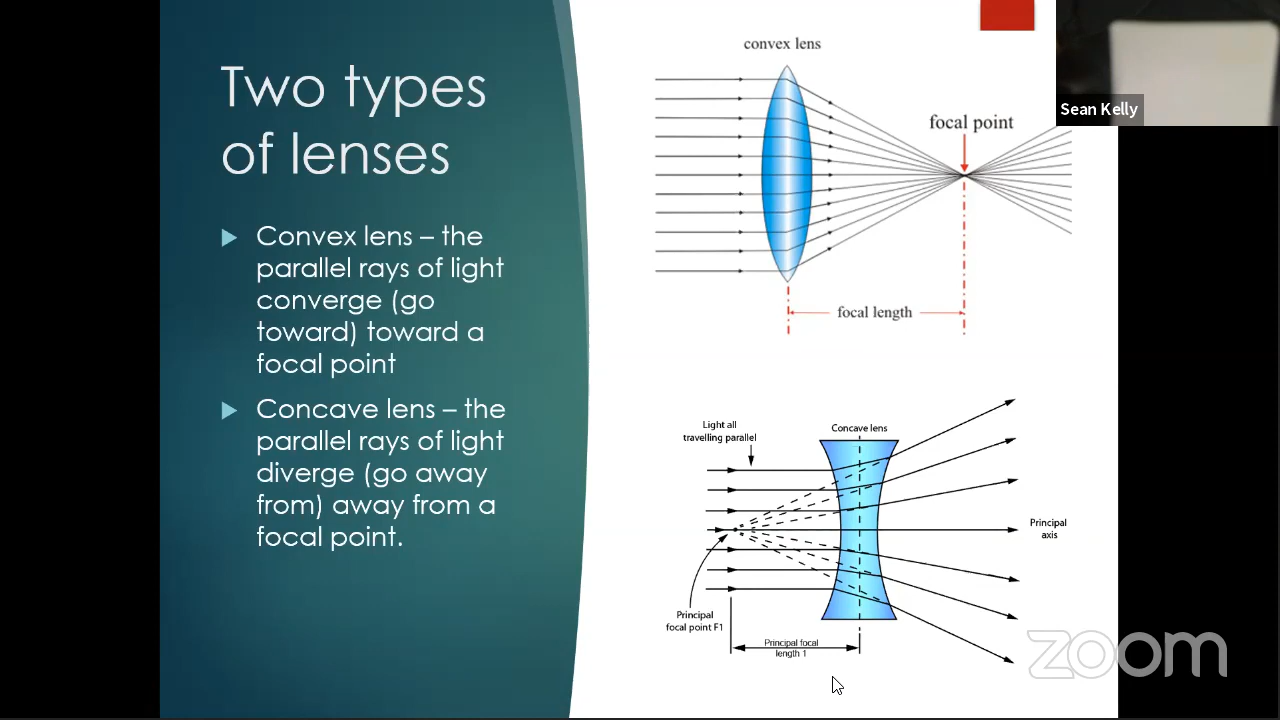 Two types
of lenses
Convex lens – the
parallel rays of light
converge (go
toward) toward a
focal point
Concave lens – the
parallel rays of light
diverge (go away
from) away from a
focal point.
convex lens
focal point
focal length
Light all
travelling parallel
Concave lens
Principal
axis
Principal
focal point F1
Principal focal
length 1
Sean Kelly
zoom